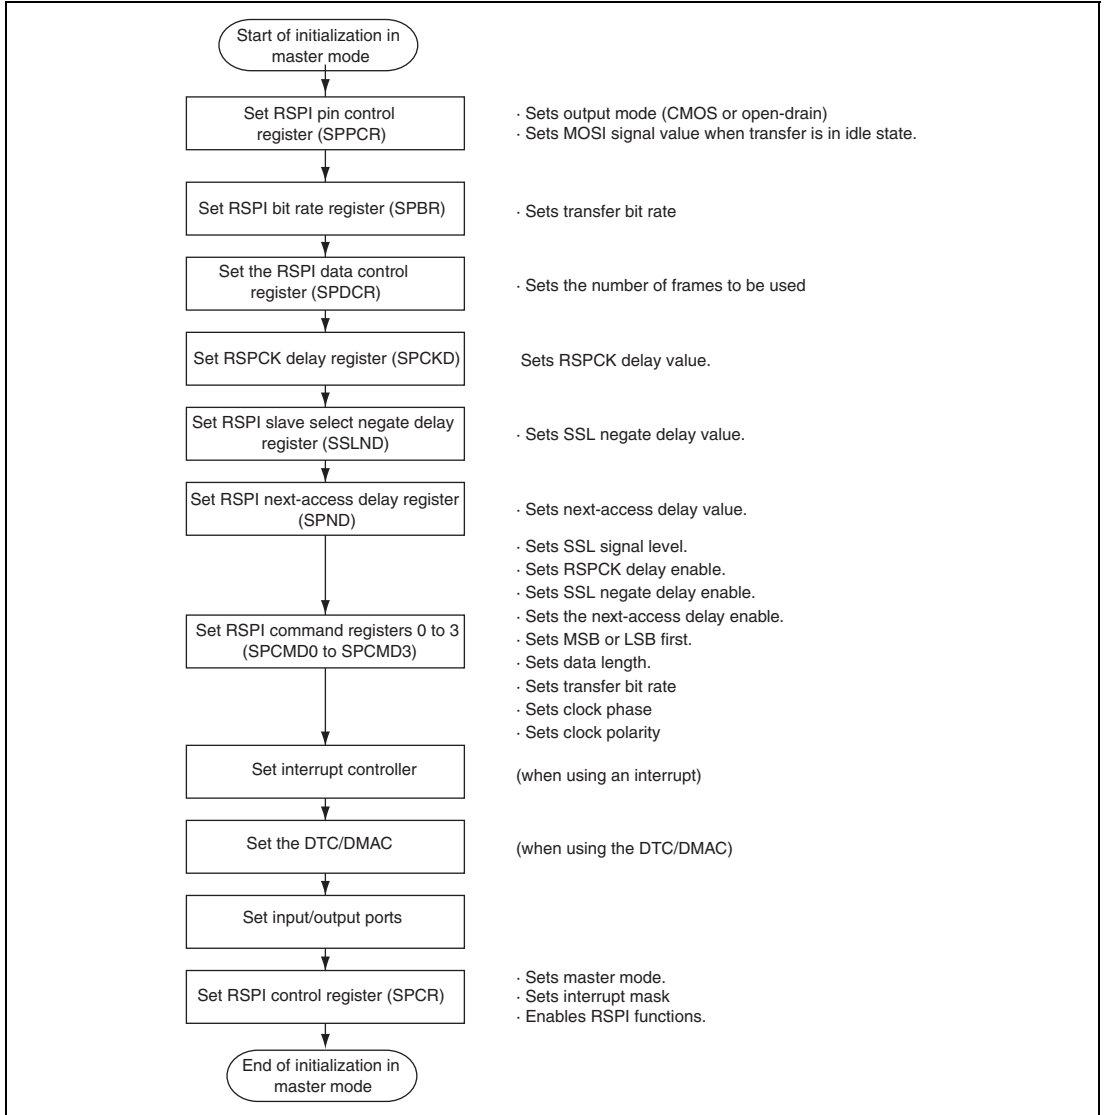 Start of initialization in
master mode
Set RSPI pin control
register (SPPCR)
· Sets output mode (CMOS or open-drain)
· Sets MOSI signal value when transfer is in idle state.
Set RSPI bit rate register (SPBR)
· Sets transfer bit rate
Set the RSPI data control
register (SPDCR)
· Sets the number of frames to be used
Set RSPCK delay register (SPCKD)
Sets RSPCK delay value.
Set RSPI slave select negate delay
register (SSLND)
· Sets SSL negate delay value.
Set RSPI next-access delay register
(SPND)
· Sets next-access delay value.
Set RSPI command registers 0 to 3
(SPCMD0 to SPCMD3)
· Sets SSL signal level.
· Sets RSPCK delay enable.
· Sets SSL negate delay enable.
· Sets the next-access delay enable.
· Sets MSB or LSB first.
· Sets data length.
· Sets transfer bit rate
· Sets clock phase
· Sets clock polarity
Set interrupt controller
(when using an interrupt)
Set the DTC/DMAC
(when using the DTC/DMAC)
Set input/output ports
Set RSPI control register (SPCR)
· Sets master mode.
· Sets interrupt mask
· Enables RSPI functions.
End of initialization in
master mode